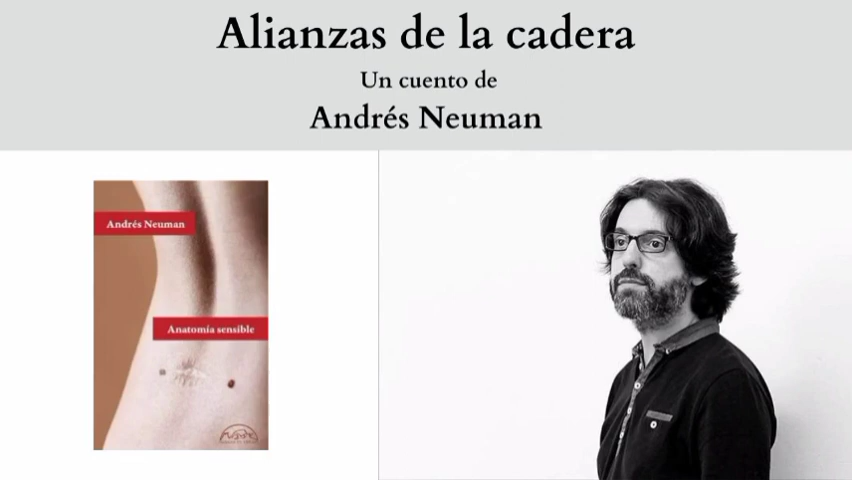 Alianzas de la cadera
Un cuento de
Andrés Neuman
Andrés Neuman
Anatomía sensible